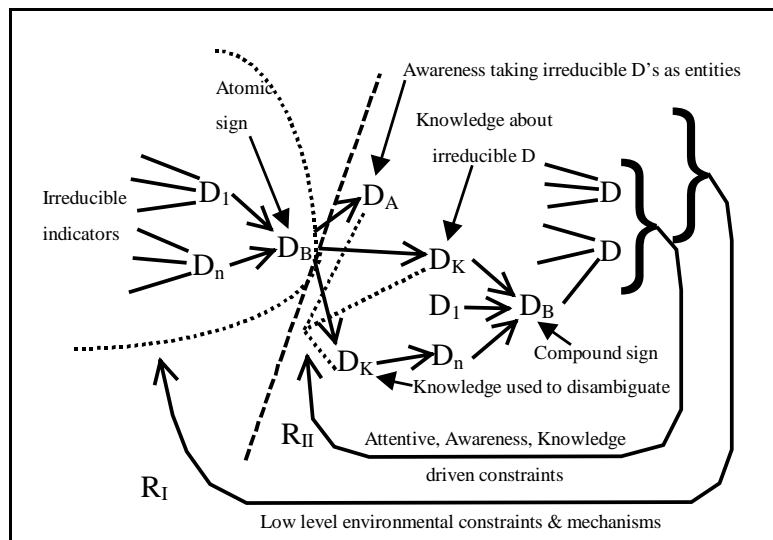 Awareness taking irreducible D's as entities
Atomic
sign
Knowledge about
irreducible D
Irreducible
indicators
D1
Dn
DB
DA
DK
D
D
D1
DB
DK
Dn
Compound sign
Knowledge used to disambiguate
RII
Attentive, Awareness, Knowledge
driven constraints
RI
Low level environmental constraints & mechanisms